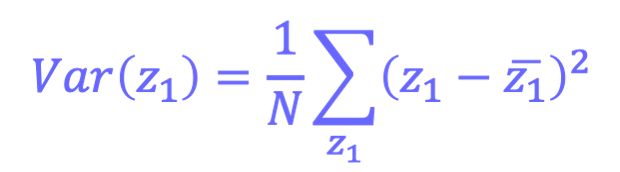 Var(z₁) = 1/N ∑_{z₁} (z₁ − z̅₁)²